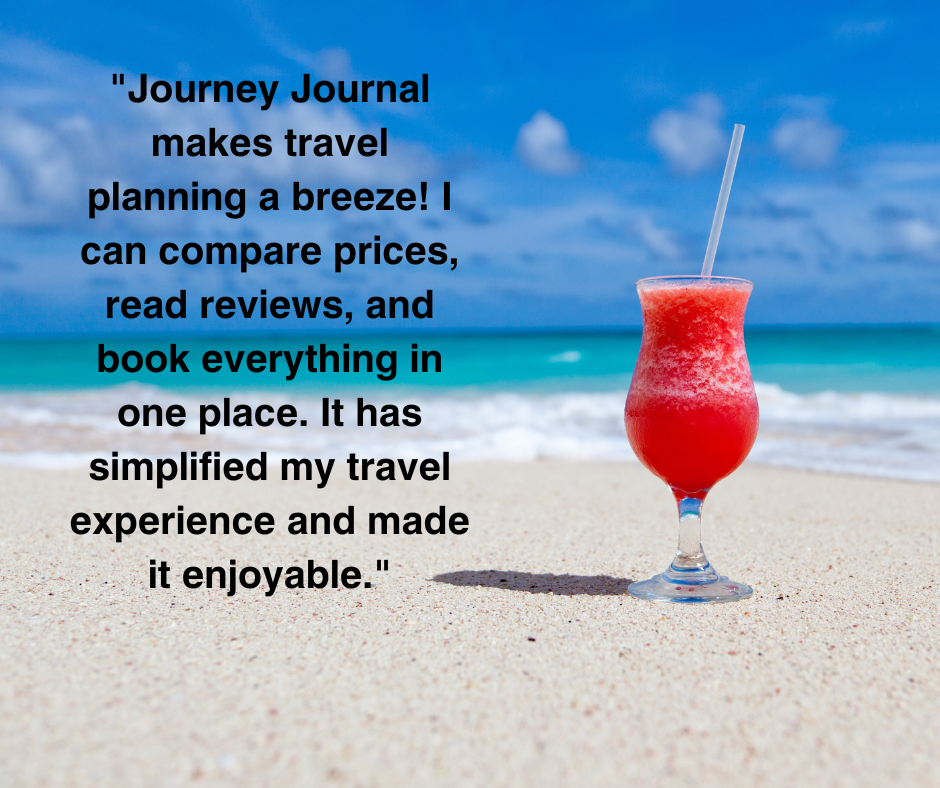 "Journey Journal
makes travel
planning a breeze! I
can compare prices,
read reviews, and
book everything in
one place. It has
simplified my travel
experience and made
it enjoyable."